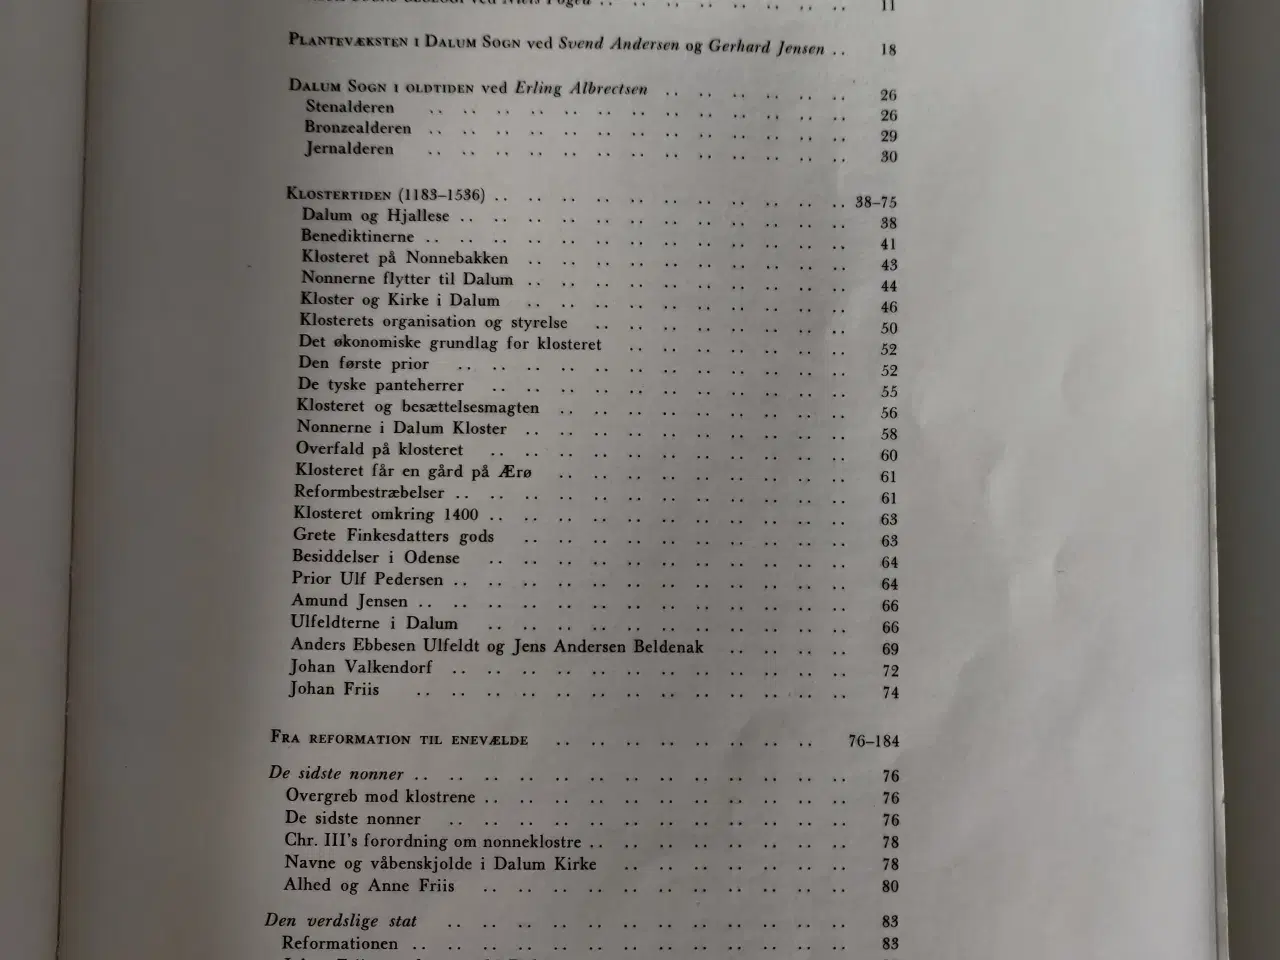 ved Niels Foged .. .. .. .. .. .. .. .. 11
Plantevæksten i Dalum Sogn ved Svend Andersen og Gerhard Jensen .. 18
Dalum Sogn i oldtiden ved Erling Albrectsen .. .. .. .. .. .. 26
Stenalderen .. .. .. .. .. .. .. .. .. .. .. .. .. 26
Bronzealderen .. .. .. .. .. .. .. .. .. .. .. .. .. 29
Jernalderen .. .. .. .. .. .. .. .. .. .. .. .. .. 30
Klostertiden (1183–1536) .. .. .. .. .. .. .. .. .. .. .. 38–75
Dalum og Hjallese .. .. .. .. .. .. .. .. .. .. .. .. 38
Benediktinerne .. .. .. .. .. .. .. .. .. .. .. .. .. 41
Klosteret på Nonnebakken .. .. .. .. .. .. .. .. .. .. 43
Nonnerne flytter til Dalum .. .. .. .. .. .. .. .. .. .. 44
Kloster og Kirke i Dalum .. .. .. .. .. .. .. .. .. .. 46
Klosterets organisation og styrelse .. .. .. .. .. .. .. .. 50
Det økonomiske grundlag for klosteret .. .. .. .. .. .. .. 52
Den første prior .. .. .. .. .. .. .. .. .. .. .. .. 52
De tyske panteherrer .. .. .. .. .. .. .. .. .. .. .. 55
Klosteret og besættelsesmagten .. .. .. .. .. .. .. .. .. 56
Nonnerne i Dalum Kloster .. .. .. .. .. .. .. .. .. .. 58
Overfald på klosteret .. .. .. .. .. .. .. .. .. .. .. 60
Klosteret får en gård på Ærø .. .. .. .. .. .. .. .. .. 61
Reformbestræbelser .. .. .. .. .. .. .. .. .. .. .. .. 61
Klosteret omkring 1400 .. .. .. .. .. .. .. .. .. .. .. 63
Grete Finkesdatters gods .. .. .. .. .. .. .. .. .. .. 63
Besiddelser i Odense .. .. .. .. .. .. .. .. .. .. .. 64
Prior Ulf Pedersen .. .. .. .. .. .. .. .. .. .. .. .. 64
Amund Jensen .. .. .. .. .. .. .. .. .. .. .. .. .. 66
Ulfeldterne i Dalum .. .. .. .. .. .. .. .. .. .. .. 66
Anders Ebbesen Ulfeldt og Jens Andersen Beldenak .. .. .. .. 69
Johan Valkendorf .. .. .. .. .. .. .. .. .. .. .. .. 72
Johan Friis .. .. .. .. .. .. .. .. .. .. .. .. .. 74
Fra reformation til enevælde .. .. .. .. .. .. .. .. 76–184
De sidste nonner .. .. .. .. .. .. .. .. .. .. .. .. .. 76
Overgreb mod klostrene .. .. .. .. .. .. .. .. .. .. .. 76
De sidste nonner .. .. .. .. .. .. .. .. .. .. .. .. 76
Chr. III's forordning om nonneklostre .. .. .. .. .. .. .. .. 78
Navne og våbenskjolde i Dalum Kirke .. .. .. .. .. .. .. 78
Alhed og Anne Friis .. .. .. .. .. .. .. .. .. .. .. 80
Den verdslige stat .. .. .. .. .. .. .. .. .. .. .. .. 83
Reformationen .. .. .. .. .. .. .. .. .. .. .. .. .. 83